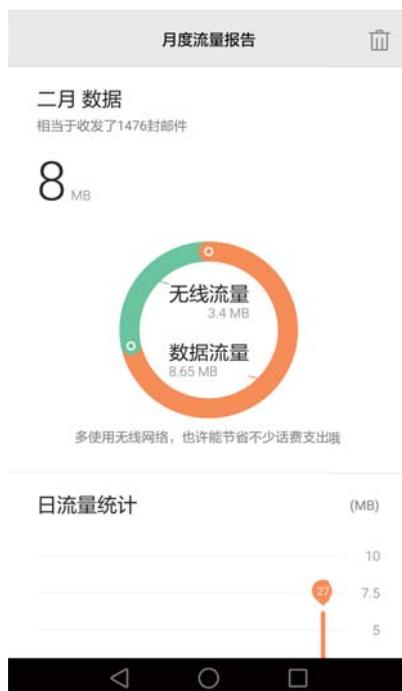 月度流量报告
二月 数据
相当于收发了1476封邮件
8 MB
无线流量
3.4 MB
数据流量
8.65 MB
多使用无线网络，也许能节省不少话费支出哦
日流量统计 (MB)
10
27 7.5
5